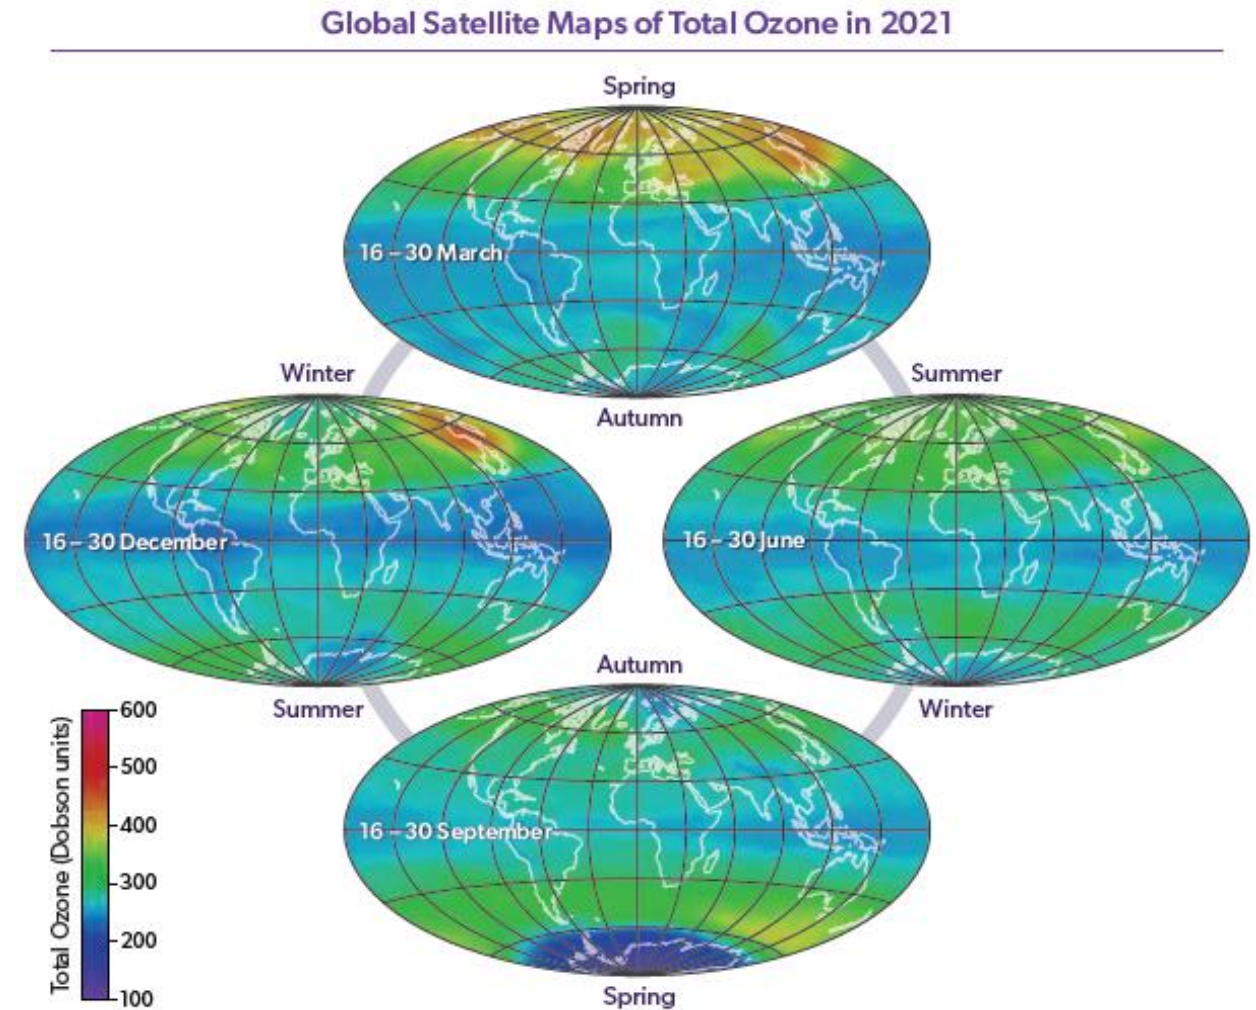 Global Satellite Maps of Total Ozone in 2021
Spring
16 – 30 March
Autumn
Winter
16 – 30 December
Summer
Summer
16 – 30 June
Winter
Autumn
16 – 30 September
Spring
Total Ozone (Dobson units)
600
500
400
300
200
100